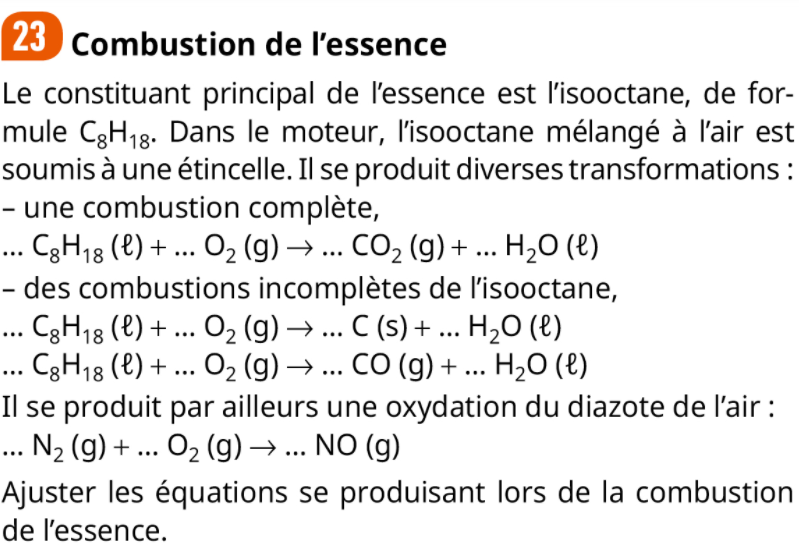 23 Combustion de l’essence
Le constituant principal de l’essence est l’isooctane, de for-
mule C₈H₁₈. Dans le moteur, l’isooctane mélangé à l’air est
soumis à une étincelle. Il se produit diverses transformations :
– une combustion complète,
... C₈H₁₈ (ℓ) + ... O₂ (g) → ... CO₂ (g) + ... H₂O (ℓ)
– des combustions incomplètes de l’isooctane,
... C₈H₁₈ (ℓ) + ... O₂ (g) → ... C (s) + ... H₂O (ℓ)
... C₈H₁₈ (ℓ) + ... O₂ (g) → ... CO (g) + ... H₂O (ℓ)
Il se produit par ailleurs une oxydation du diazote de l’air :
... N₂ (g) + ... O₂ (g) → ... NO (g)
Ajuster les équations se produisant lors de la combustion
de l’essence.